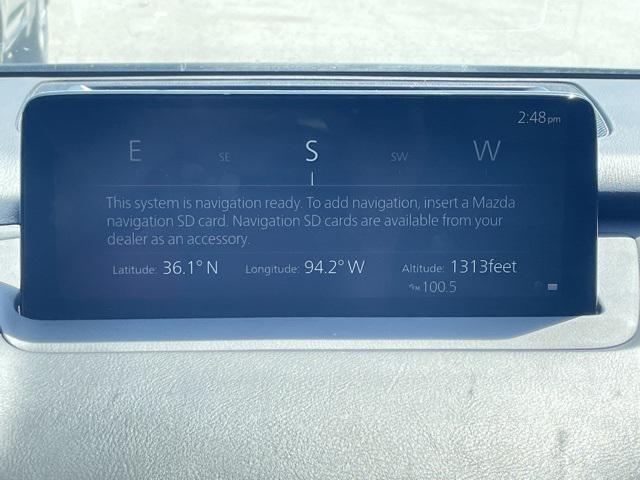 2:48pm
E SE S SW W
This system is navigation ready. To add navigation, insert a Mazda
navigation SD card. Navigation SD cards are available from your
dealer as an accessory.
Latitude: 36.1° N Longitude: 94.2° W Altitude: 1313feet
FM 100.5